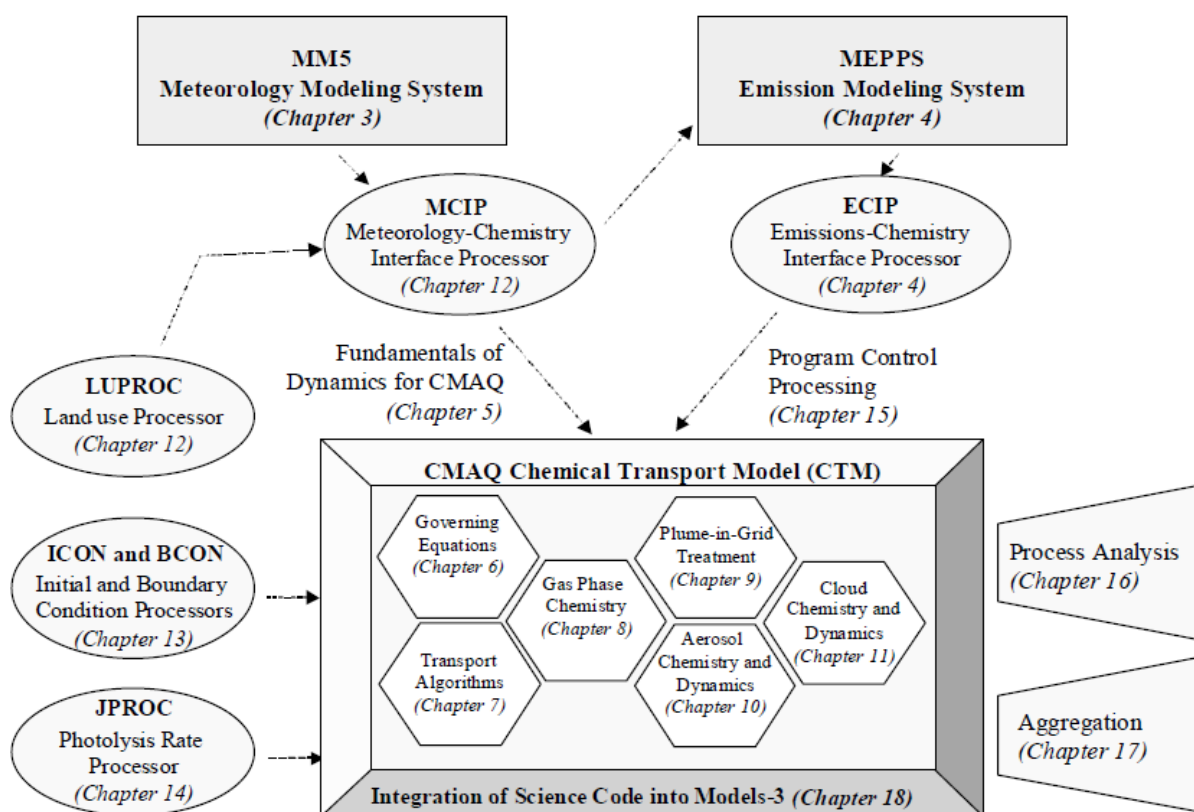 MM5
Meteorology Modeling System
(Chapter 3)
MEPPS
Emission Modeling System
(Chapter 4)
MCIP
Meteorology-Chemistry
Interface Processor
(Chapter 12)
ECIP
Emissions-Chemistry
Interface Processor
(Chapter 4)
Fundamentals of
Dynamics for CMAQ
(Chapter 5)
Program Control
Processing
(Chapter 15)
LUPROC
Land use Processor
(Chapter 12)
ICON and BCON
Initial and Boundary
Condition Processors
(Chapter 13)
JPROC
Photolysis Rate
Processor
(Chapter 14)
CMAQ Chemical Transport Model (CTM)
Governing
Equations
(Chapter 6)
Transport
Algorithms
(Chapter 7)
Gas Phase
Chemistry
(Chapter 8)
Plume-in-Grid
Treatment
(Chapter 9)
Aerosol
Chemistry and
Dynamics
(Chapter 10)
Cloud
Chemistry and
Dynamics
(Chapter 11)
Integration of Science Code into Models-3 (Chapter 18)
Process Analysis
(Chapter 16)
Aggregation
(Chapter 17)